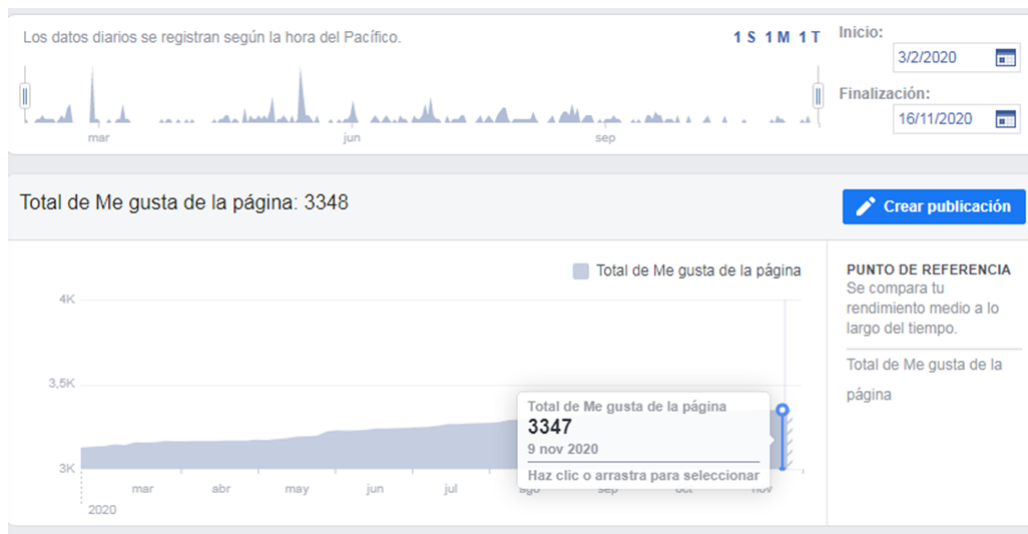 Los datos diarios se registran según la hora del Pacífico.
1 S 1 M 1 T
Inicio:
3/2/2020
Finalización:
16/11/2020
mar jun sep
Total de Me gusta de la página: 3348
Crear publicación
Total de Me gusta de la página
PUNTO DE REFERENCIA
Se compara tu
rendimiento medio a lo
largo del tiempo.
Total de Me gusta de la
página
4K
3,5K
3K
Total de Me gusta de la página
3347
9 nov 2020
Haz clic o arrastra para seleccionar
mar abr may jun jul ago sep oct nov
2020